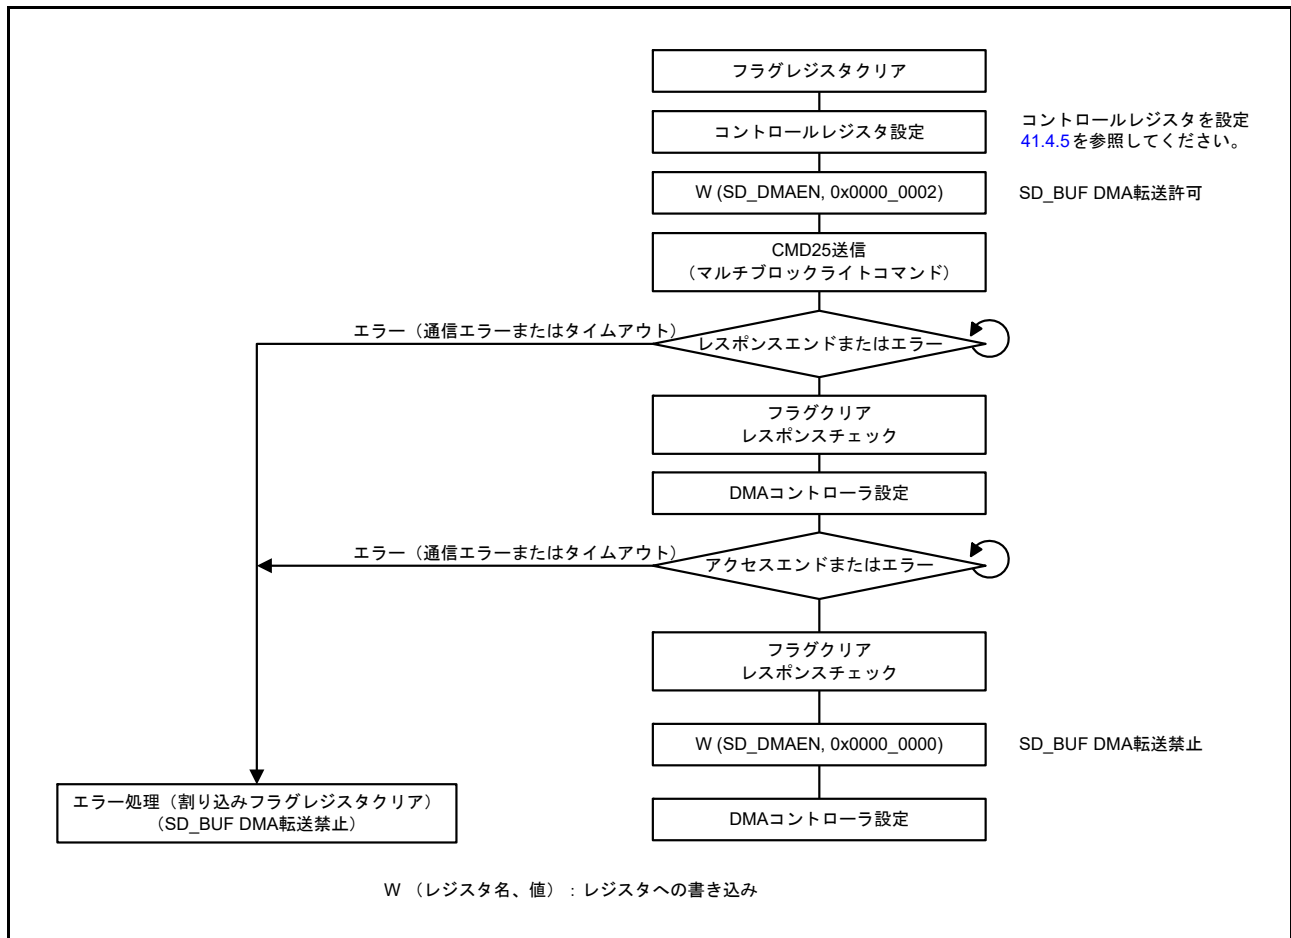 フラグレジスタクリア
コントロールレジスタ設定
コントロールレジスタを設定
41.4.5を参照してください。
W (SD_DMAEN, 0x0000_0002)
SD_BUF DMA転送許可
CMD25送信
（マルチブロックライトコマンド）
エラー（通信エラーまたはタイムアウト）
レスポンスエンドまたはエラー
フラグクリア
レスポンスチェック
DMAコントローラ設定
エラー（通信エラーまたはタイムアウト）
アクセスエンドまたはエラー
フラグクリア
レスポンスチェック
W (SD_DMAEN, 0x0000_0000)
SD_BUF DMA転送禁止
エラー処理（割り込みフラグレジスタクリア）
（SD_BUF DMA転送禁止）
DMAコントローラ設定
W （レジスタ名、値）：レジスタへの書き込み